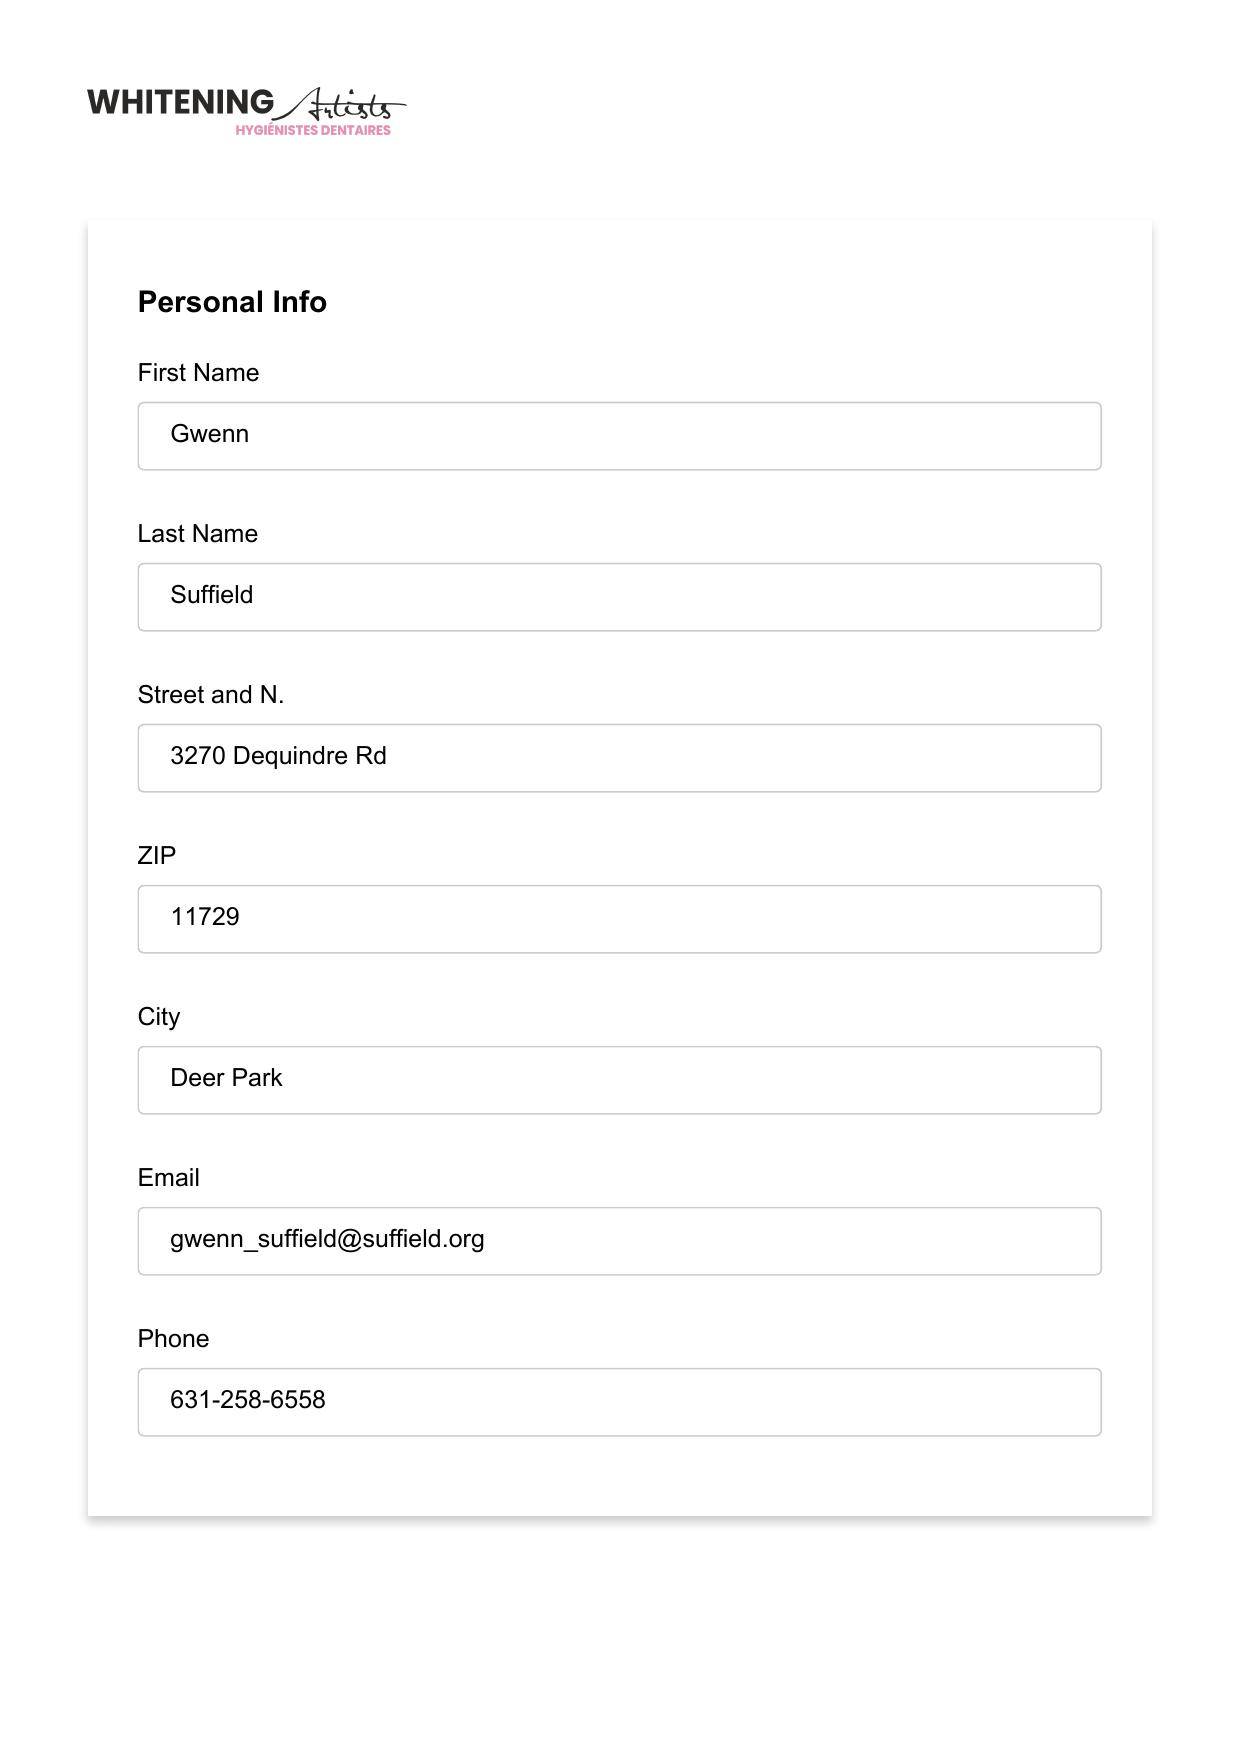 WHITENING Artists
HYGIÉNISTES DENTAIRES
Personal Info
First Name
Gwenn
Last Name
Suffield
Street and N.
3270 Dequindre Rd
ZIP
11729
City
Deer Park
Email
gwenn_suffield@suffield.org
Phone
631-258-6558